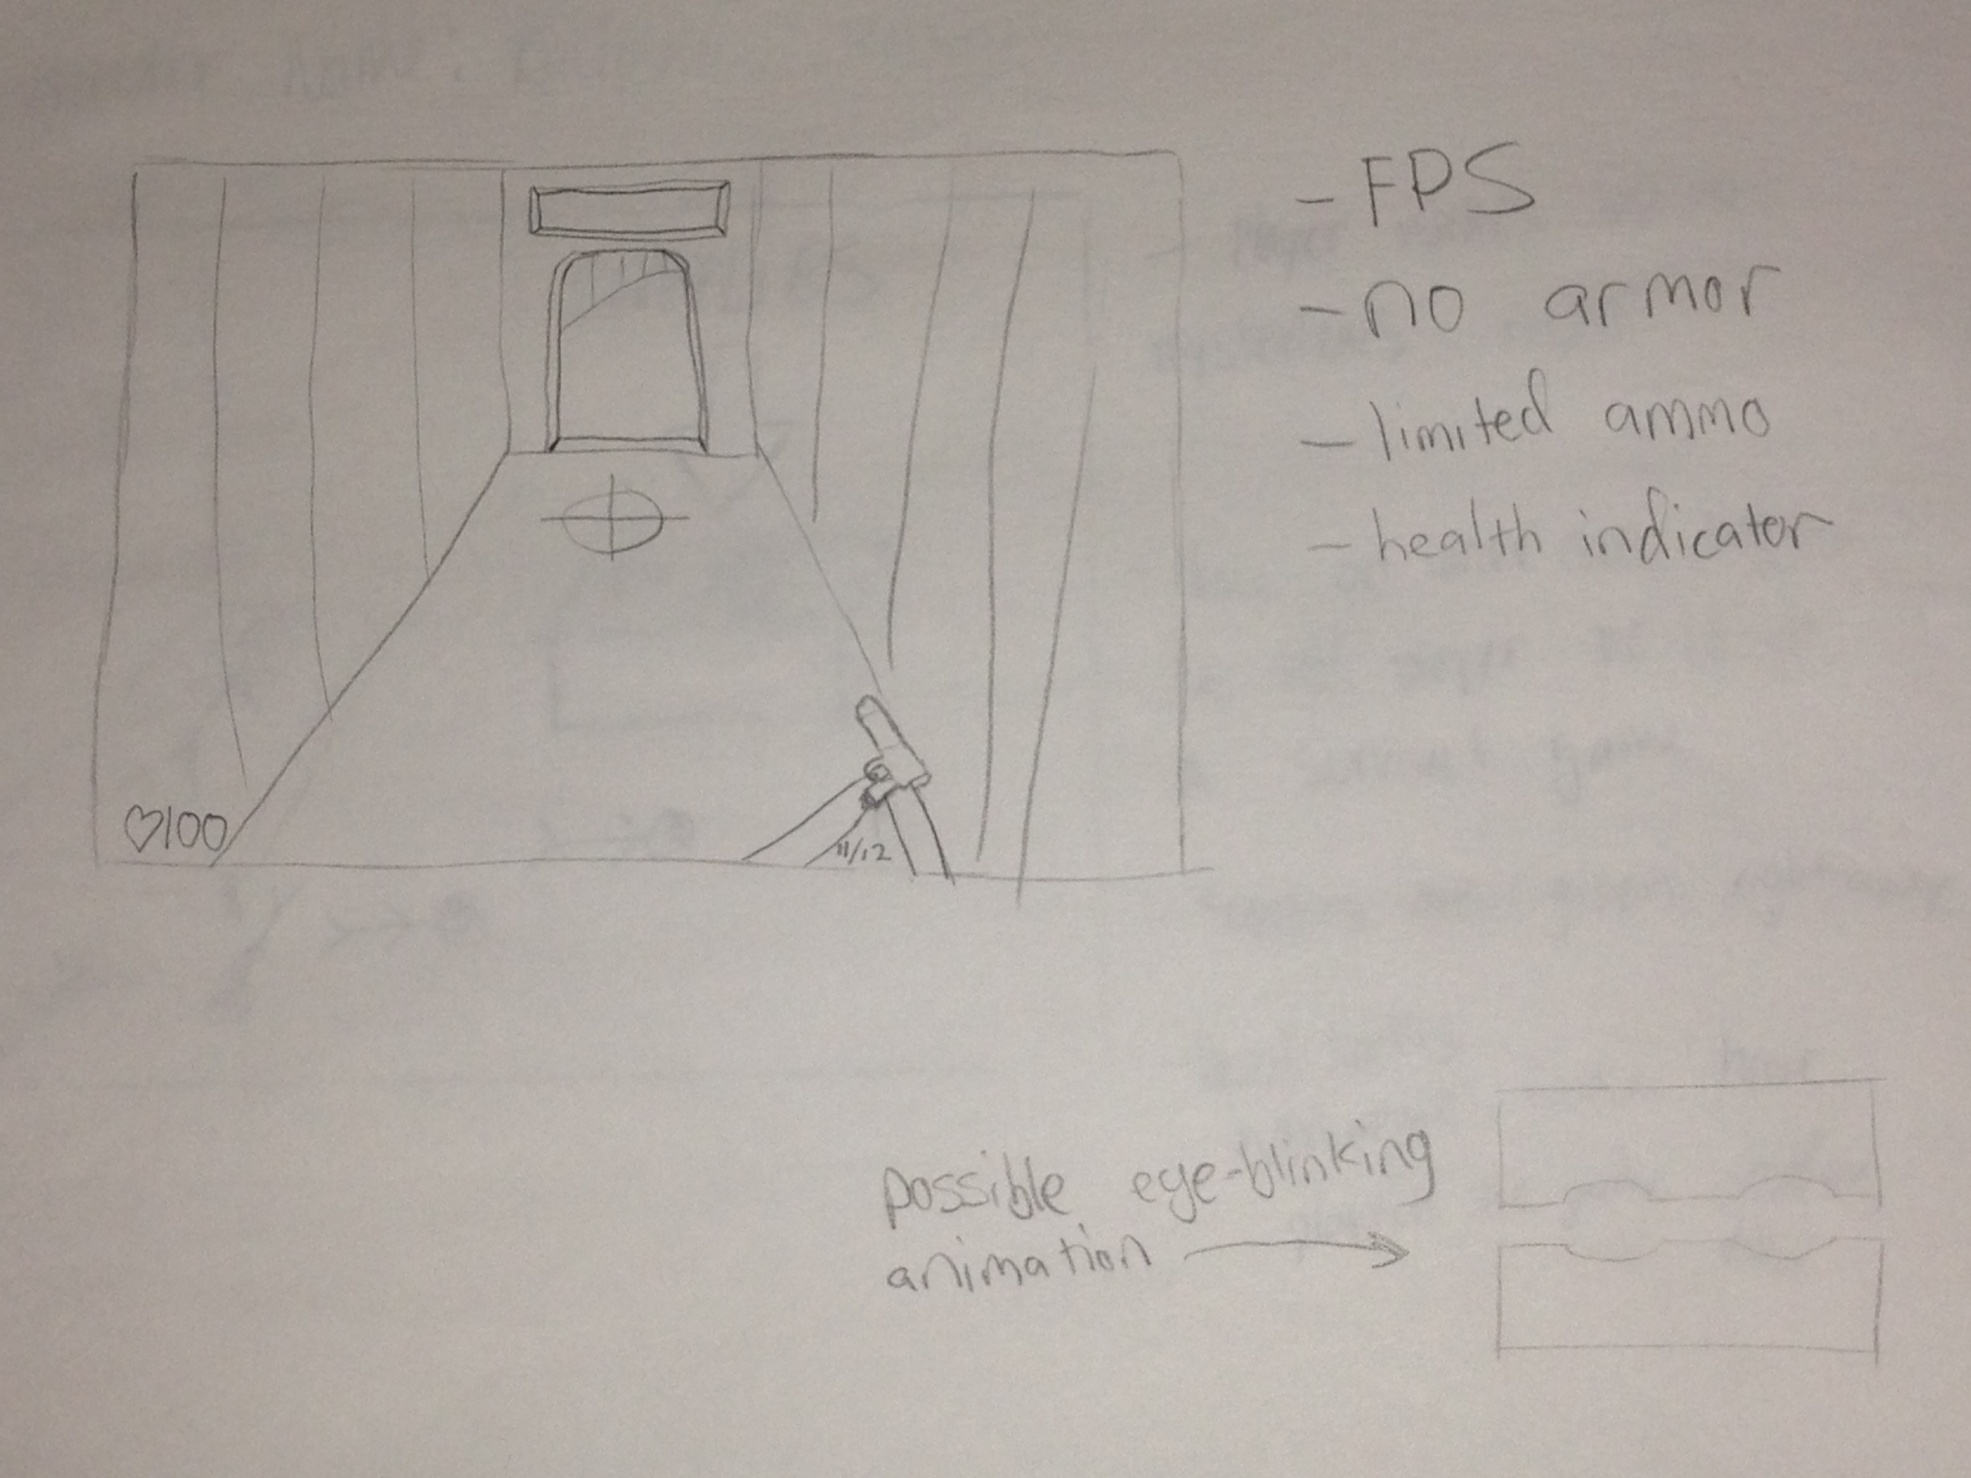 - FPS
- no armor
- limited ammo
- health indicator
♡100
11/12
possible eye-blinking
animation →